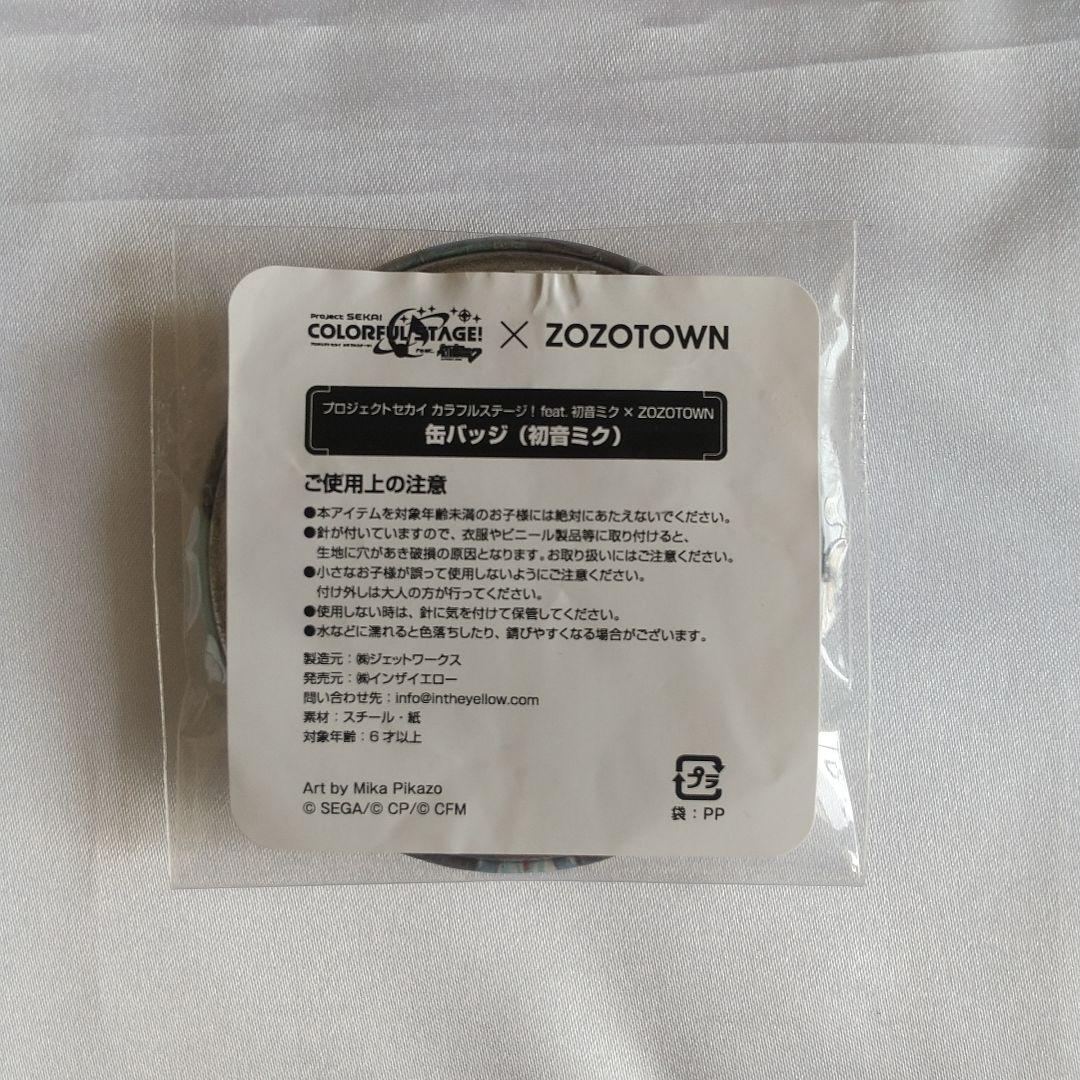 Project SEKAI
COLORFUL STAGE!
feat.
× ZOZOTOWN
プロジェクトセカイ カラフルステージ！feat. 初音ミク × ZOZOTOWN
缶バッジ（初音ミク）
ご使用上の注意
●本アイテムを対象年齢未満のお子様には絶対にあたえないでください。
●針が付いていますので、衣服やビニール製品等に取り付けると、
生地に穴があき破損の原因となります。お取り扱いにはご注意ください。
●小さなお子様が誤って使用しないようにご注意ください。
付け外しは大人の方が行ってください。
●使用しない時は、針に気を付けて保管してください。
●水などに濡れると色落ちしたり、錆びやすくなる場合がございます。
製造元：㈱ジェットワークス
発売元：㈱インザイエロー
問い合わせ先：info@intheyellow.com
素材：スチール・紙
対象年齢：6才以上
Art by Mika Pikazo
© SEGA/© CP/© CFM
プラ
袋：PP